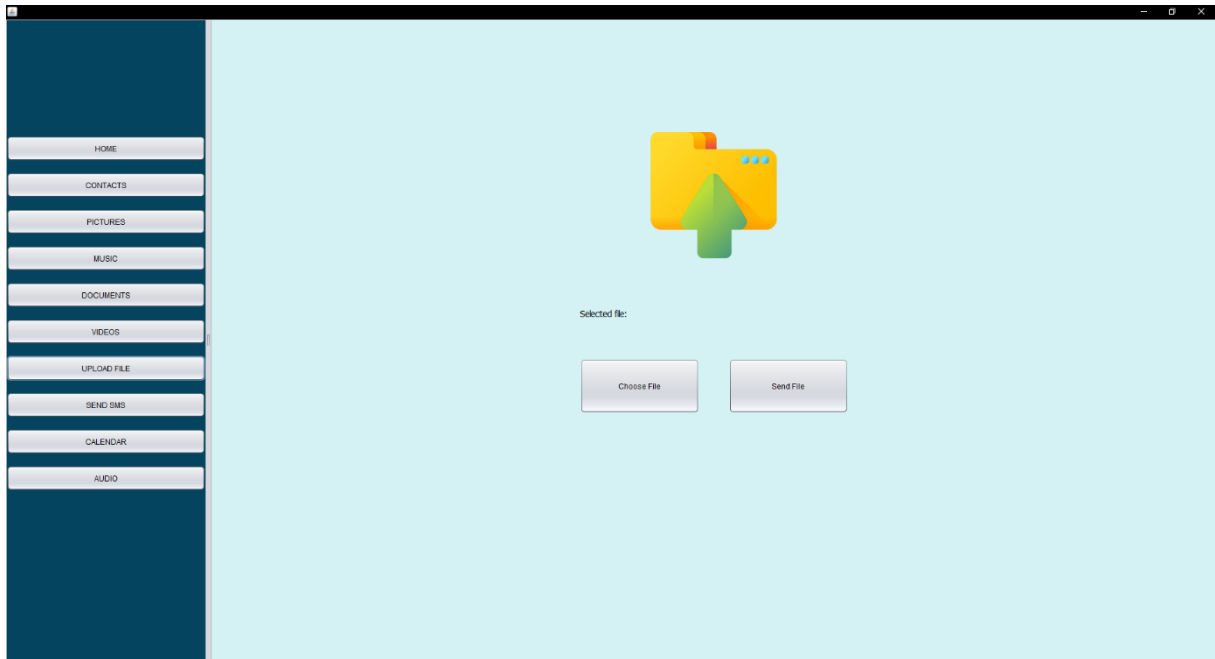 HOME
CONTACTS
PICTURES
MUSIC
DOCUMENTS
VIDEOS
UPLOAD FILE
SEND SMS
CALENDAR
AUDIO
Selected file:
Choose File
Send File